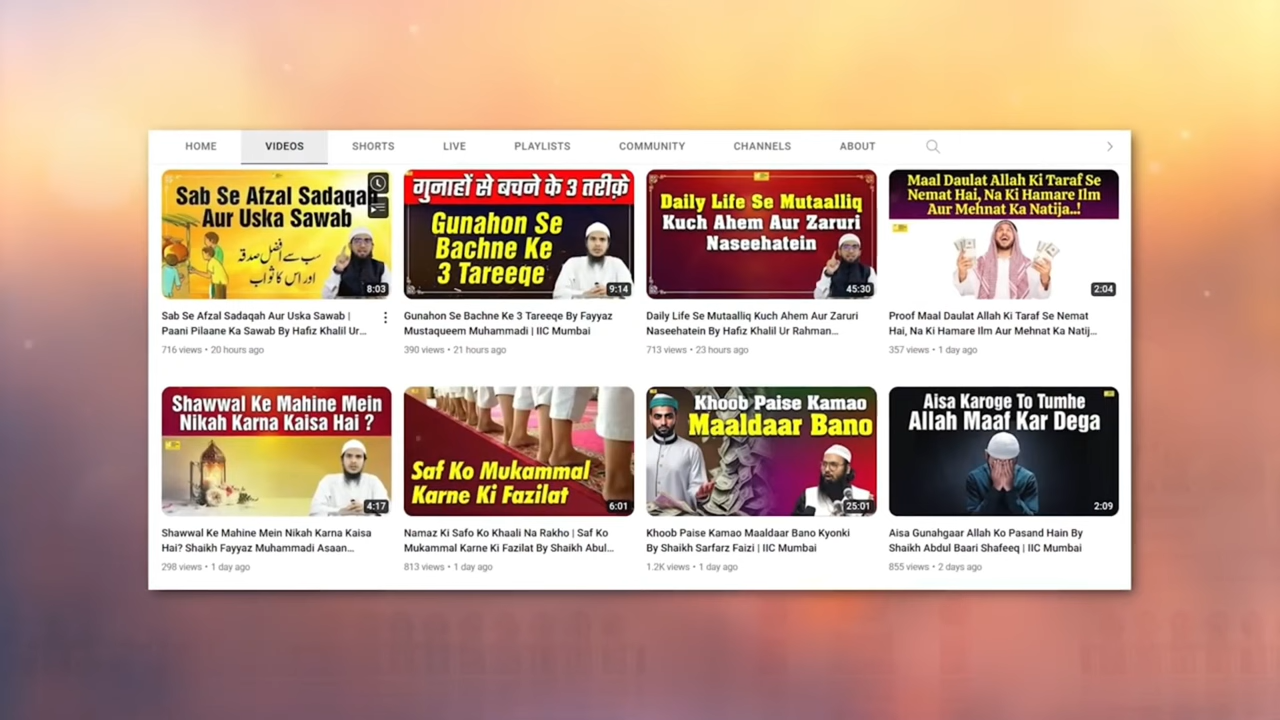 HOME VIDEOS SHORTS LIVE PLAYLISTS COMMUNITY CHANNELS ABOUT
Sab Se Afzal Sadaqah
Aur Uska Sawab
سب سے افضل صدقہ
اور اس کا ثواب
8:03
Sab Se Afzal Sadaqah Aur Uska Sawab |
Paani Pilaane Ka Sawab By Hafiz Khalil Ur...
716 views • 20 hours ago
गुनाहों से बचने के 3 तरीक़े
Gunahon Se
Bachne Ke
3 Tareeqe
9:14
Gunahon Se Bachne Ke 3 Tareeqe By Fayyaz
Mustaqueem Muhammadi | IIC Mumbai
390 views • 21 hours ago
Daily Life Se Mutaalliq
Kuch Ahem Aur Zaruri
Naseehatein
45:30
Daily Life Se Mutaalliq Kuch Ahem Aur Zaruri
Naseehatein By Hafiz Khalil Ur Rahman...
713 views • 23 hours ago
Maal Daulat Allah Ki Taraf Se
Nemat Hai, Na Ki Hamare Ilm
Aur Mehnat Ka Natija..!
2:04
Proof Maal Daulat Allah Ki Taraf Se Nemat
Hai, Na Ki Hamare Ilm Aur Mehnat Ka Natij...
357 views • 1 day ago
Shawwal Ke Mahine Mein
Nikah Karna Kaisa Hai ?
4:17
Shawwal Ke Mahine Mein Nikah Karna Kaisa
Hai? Shaikh Fayyaz Muhammadi Asaan...
298 views • 1 day ago
Saf Ko Mukammal
Karne Ki Fazilat
6:01
Namaz Ki Safo Ko Khaali Na Rakho | Saf Ko
Mukammal Karne Ki Fazilat By Shaikh Abul...
813 views • 1 day ago
Khoob Paise Kamao
Maaldaar Bano
25:01
Khoob Paise Kamao Maaldaar Bano Kyonki
By Shaikh Sarfarz Faizi | IIC Mumbai
1.2K views • 1 day ago
Aisa Karoge To Tumhe
Allah Maaf Kar Dega
2:09
Aisa Gunahgaar Allah Ko Pasand Hain By
Shaikh Abdul Baari Shafeeq | IIC Mumbai
855 views • 2 days ago